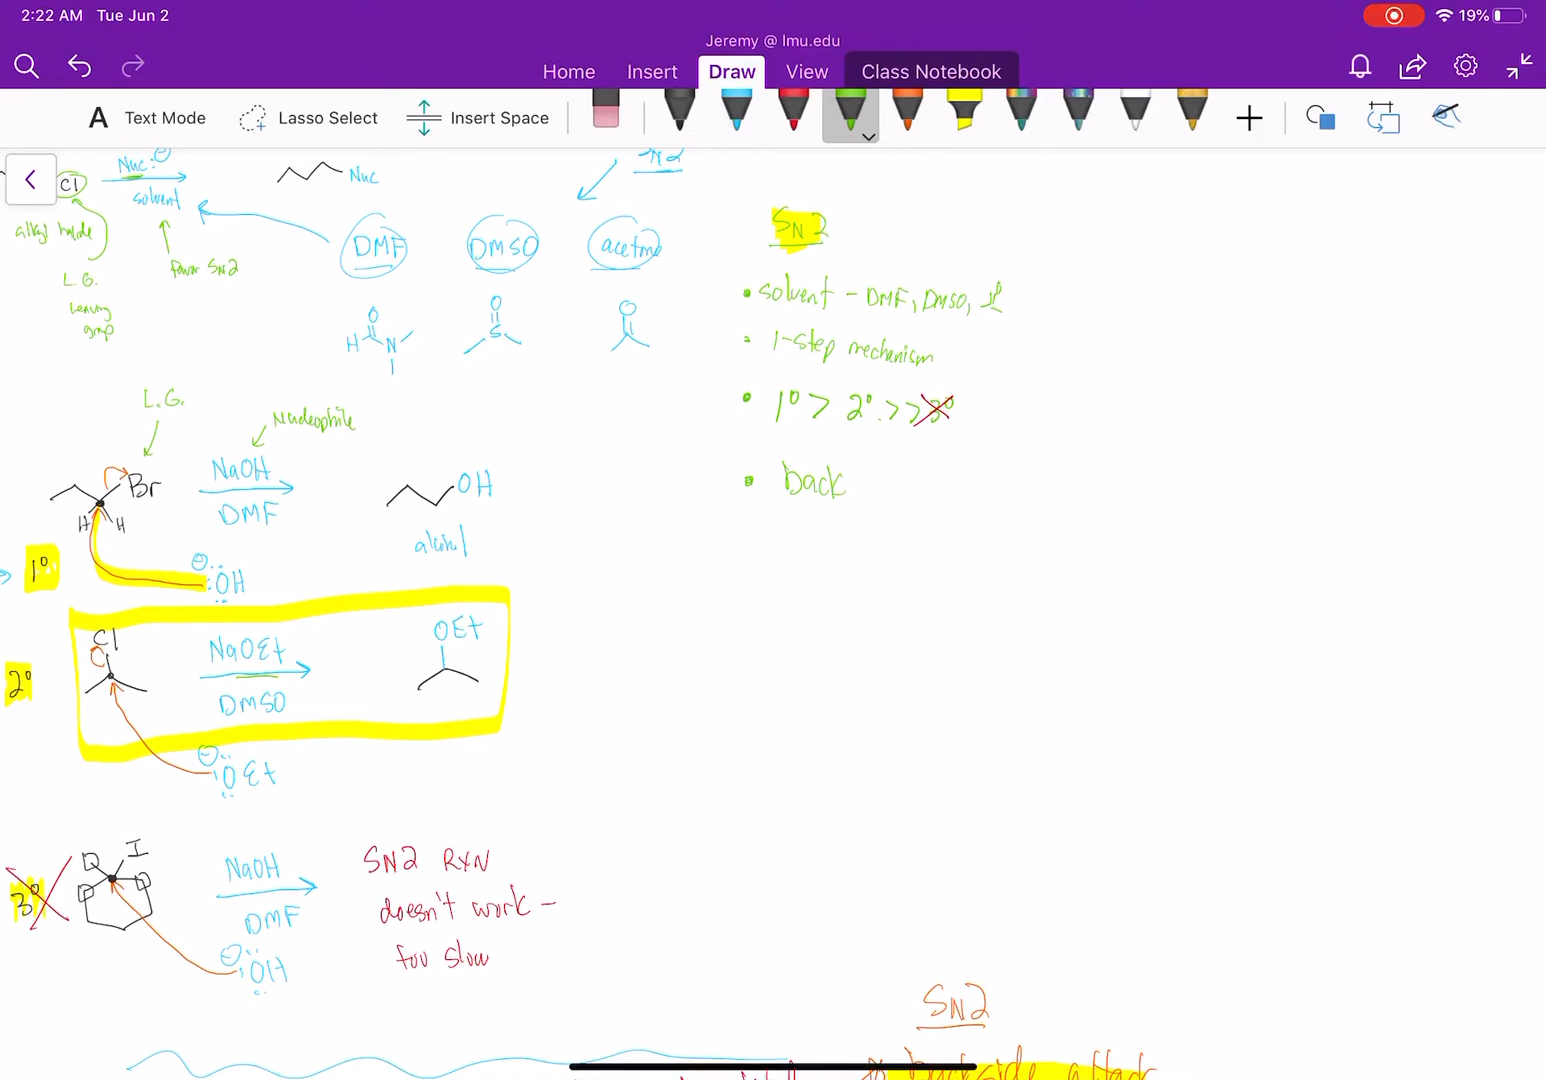 2:22 AM Tue Jun 2
19%
Jeremy @ lmu.edu
Home Insert Draw View Class Notebook
A Text Mode Lasso Select Insert Space
Cl
Nuc:⊖
solvent
Nuc
SN2
alkyl halide
L.G.
leaving
group
favor SN2
DMF DMSO acetone
O
H N
O
S
O
SN2
• solvent - DMF, DMSO,
• 1-step mechanism
• 1° > 2° >> 3°
• back
L.G.
Nucleophile
Br
H H
NaOH
DMF
OH
alcohol
1°
⊖
:OH
2°
Cl
NaOEt
DMSO
OEt
⊖
:OEt
3°
I
NaOH
DMF
⊖
:OH
SN2 RXN
doesn't work -
too slow
SN2
backside attack